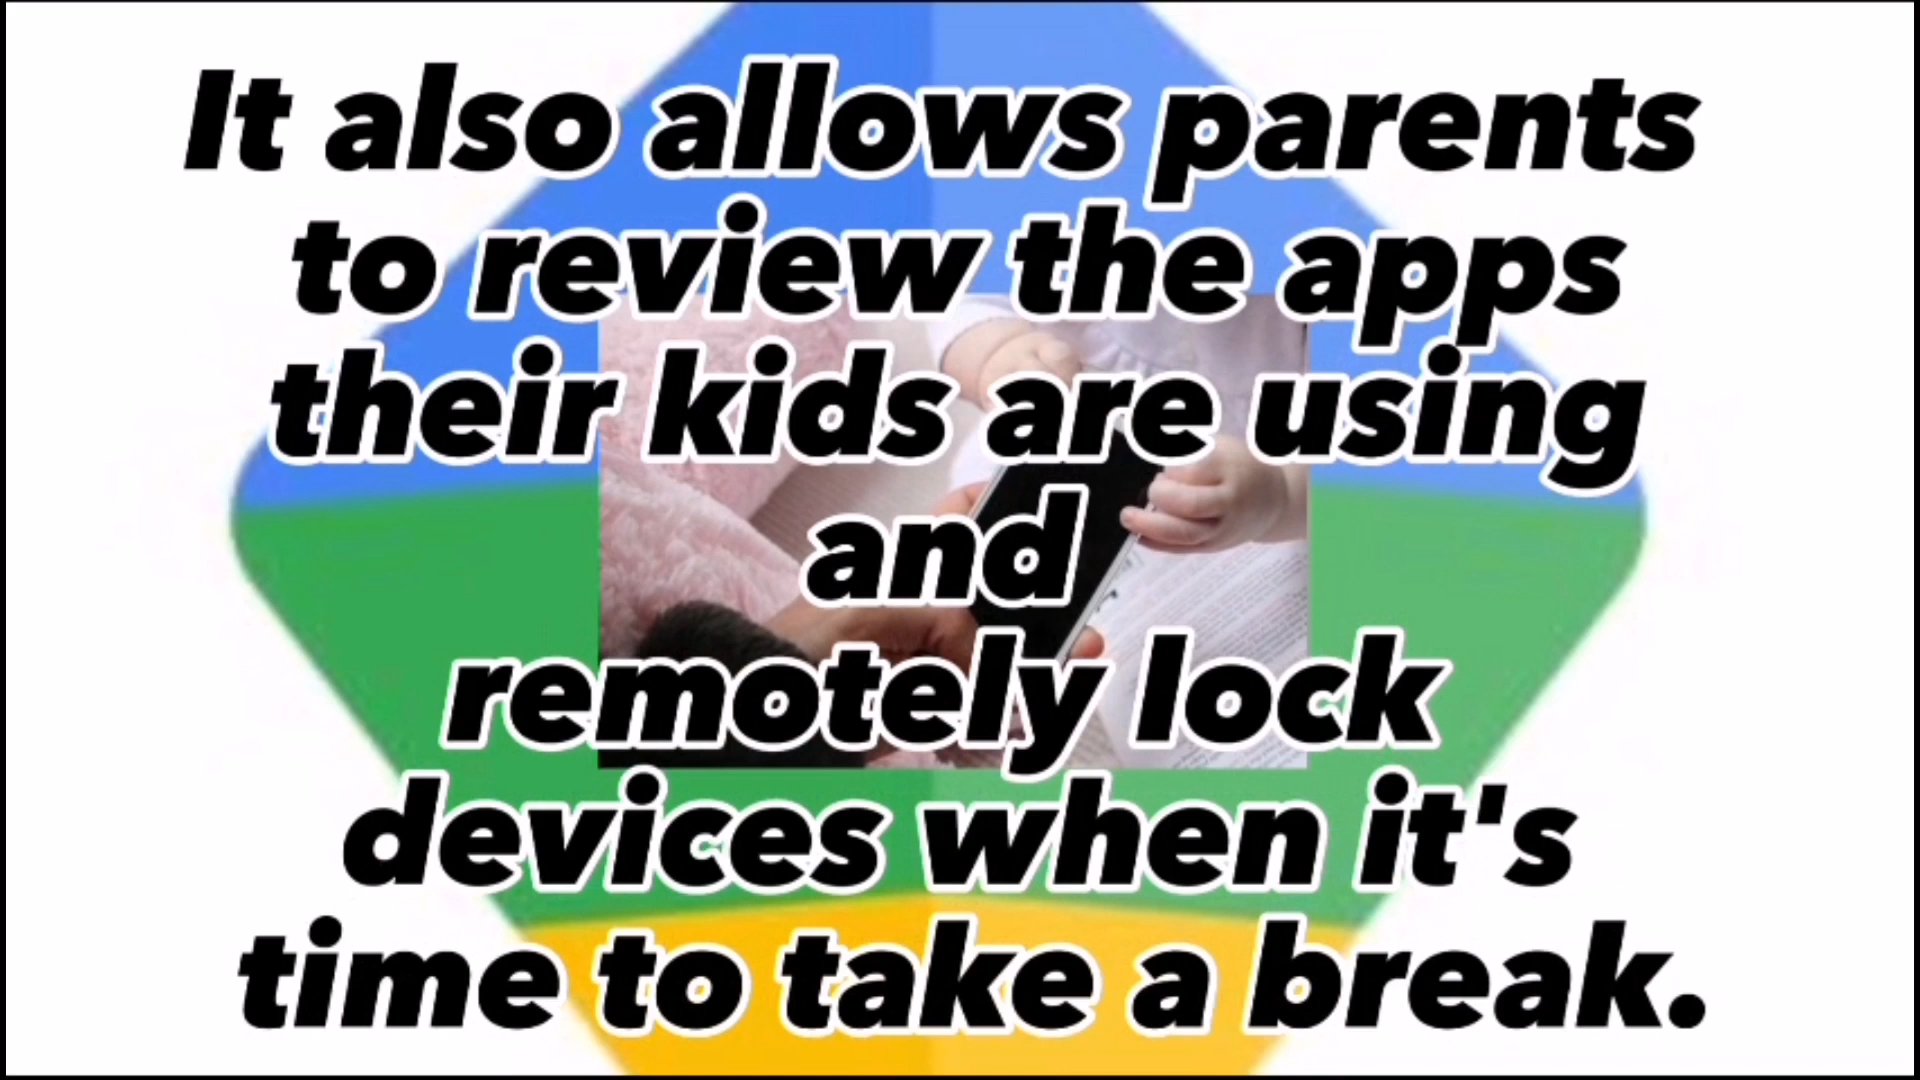 It also allows parents
to review the apps
their kids are using
and
remotely lock
devices when it's
time to take a break.